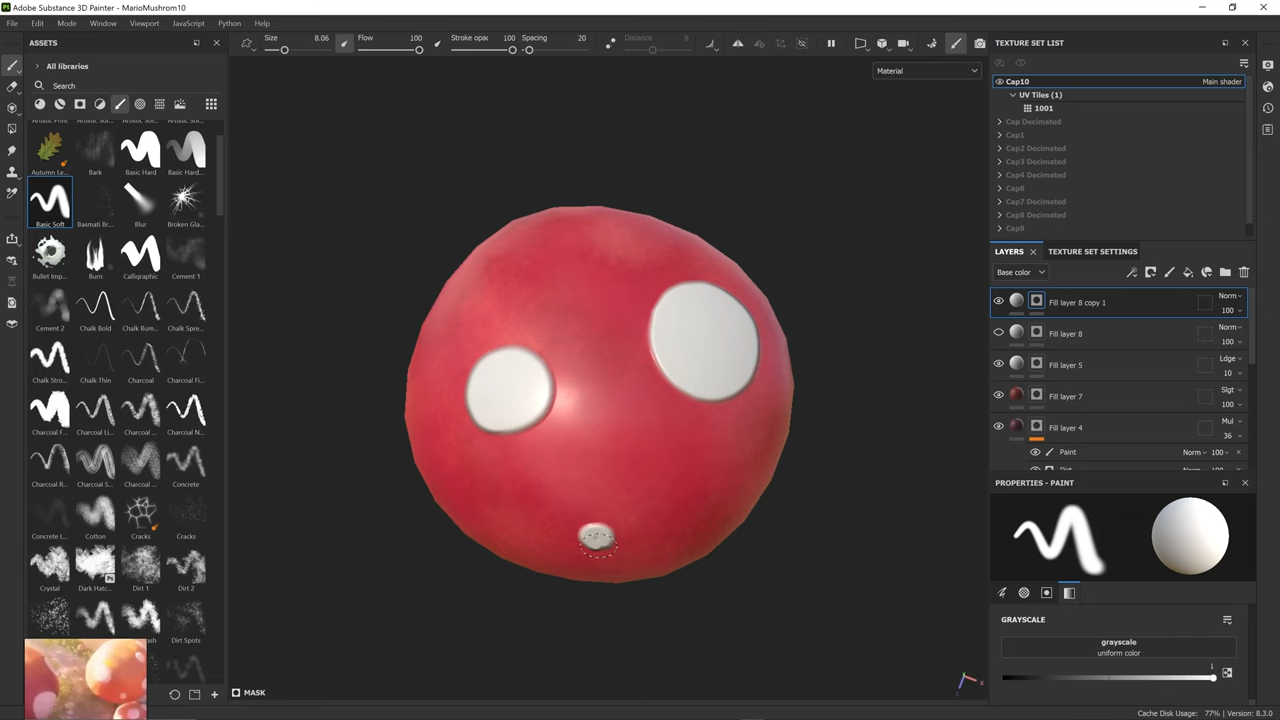 Adobe Substance 3D Painter - MarioMushrom10
File Edit Mode Window Viewport JavaScript Python Help
ASSETS
All libraries
Search
Size 8.06 Flow 100 Stroke opac 100 Spacing 20 Distance 8
Material
Autumn Le... Bark Basic Hard Basic Hard...
Basic Soft Basmati Br... Blur Broken Gla...
Bullet Imp... Burn Calligraphic Cement 1
Cement 2 Chalk Bold Chalk Bum... Chalk Spre...
Chalk Stro... Chalk Thin Charcoal Charcoal Fi...
Charcoal F... Charcoal Li... Charcoal ... Charcoal N...
Charcoal R... Charcoal S... Charcoal ... Concrete
Concrete L... Cotton Cracks Cracks
Crystal Dark Hatc... Dirt 1 Dirt 2
Dirt Spots
MASK
TEXTURE SET LIST
Cap10 Main shader
UV Tiles (1)
1001
Cap Decimated
Cap1
Cap2 Decimated
Cap3 Decimated
Cap4 Decimated
Cap6
Cap7 Decimated
Cap8 Decimated
Cap9
LAYERS TEXTURE SET SETTINGS
Base color
Fill layer 8 copy 1 Norm 100
Fill layer 8 Norm 100
Fill layer 5 Ldge 10
Fill layer 7 Slgt 100
Fill layer 4 Mul 36
Paint Norm 100
PROPERTIES - PAINT
GRAYSCALE
grayscale
uniform color
1
Cache Disk Usage: 77% | Version: 8.3.0